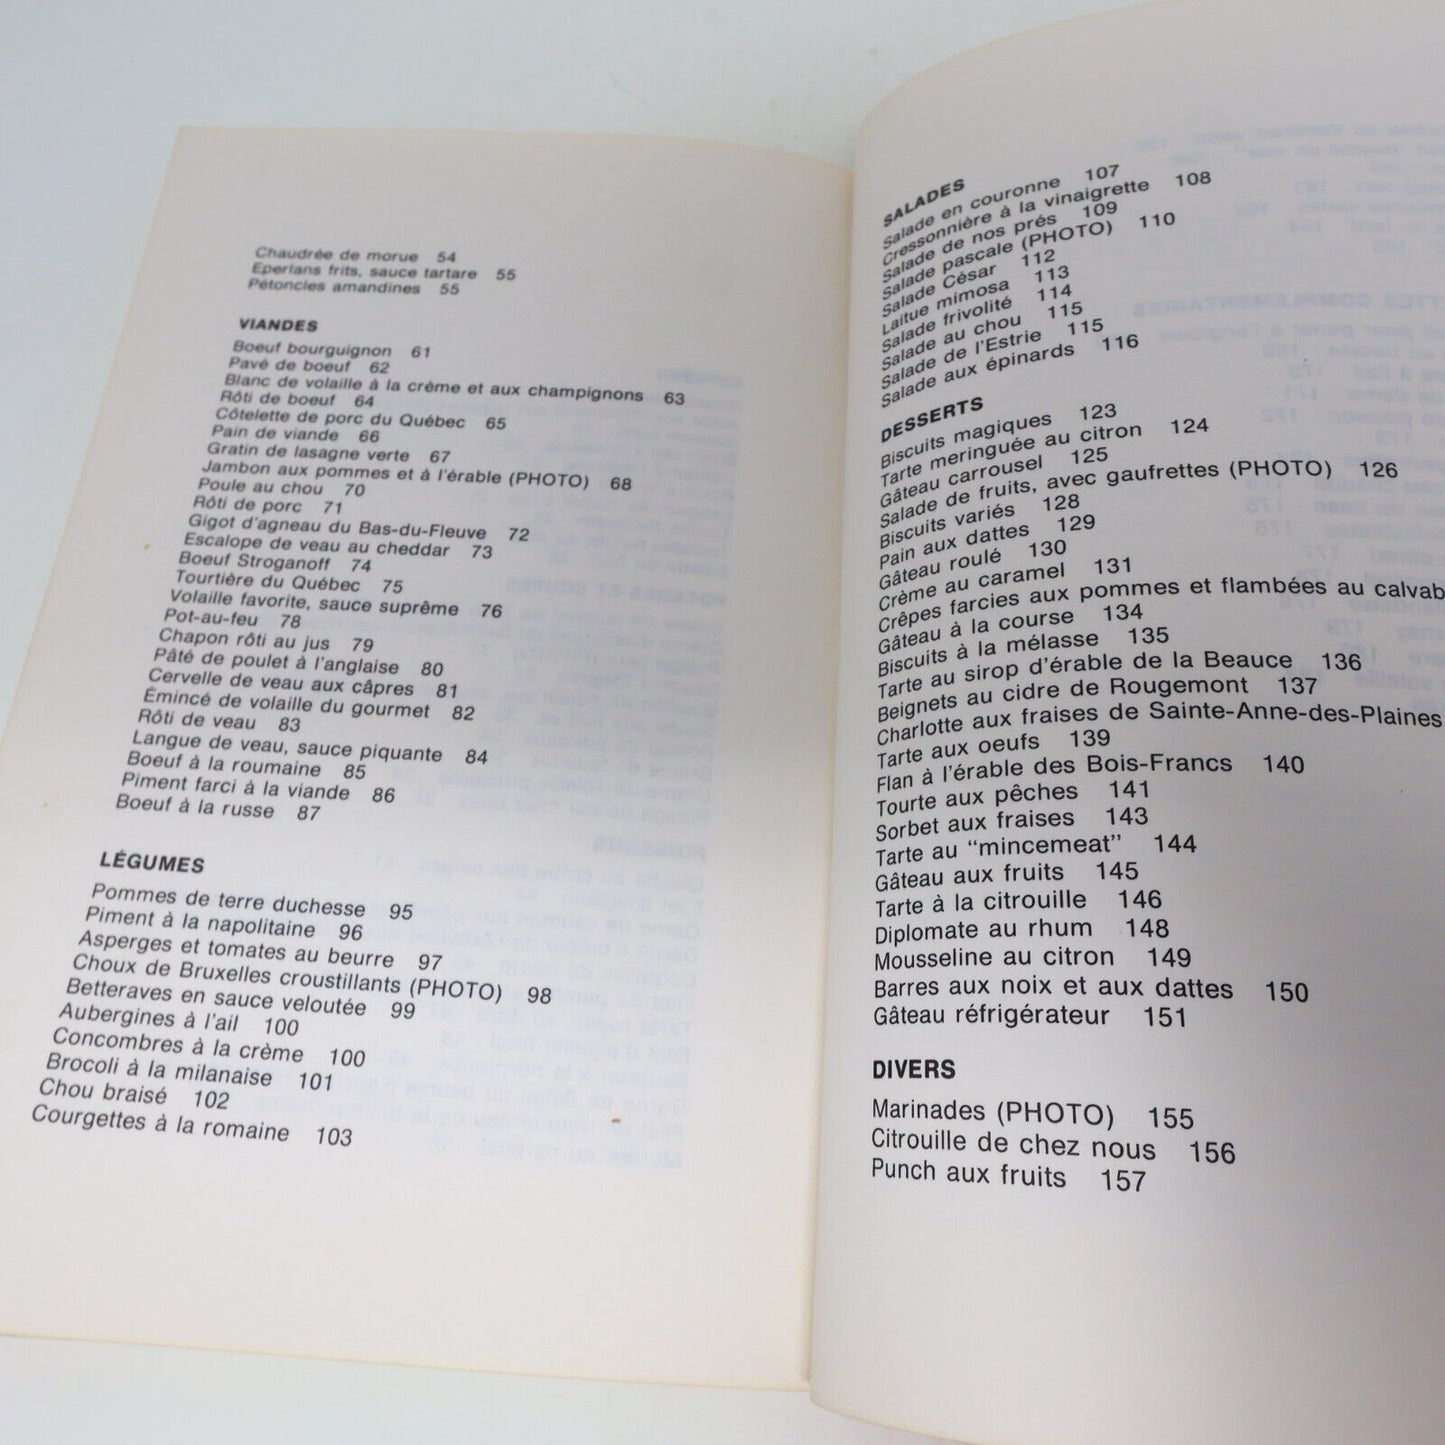 Chaudrée de morue 54
Éperlans frits, sauce tartare 55
Pétoncles amandines 55
VIANDES
Boeuf bourguignon 61
Pavé de boeuf 62
Blanc de volaille à la crème et aux champignons 63
Rôti de boeuf 64
Côtelette de porc du Québec 65
Pain de viande 66
Gratin de lasagne verte 67
Jambon aux pommes et à l'érable (PHOTO) 68
Poule au chou 70
Rôti de porc 71
Gigot d'agneau du Bas-du-Fleuve 72
Escalope de veau au cheddar 73
Boeuf Stroganoff 74
Tourtière du Québec 75
Volaille favorite, sauce suprême 76
Pot-au-feu 78
Chapon rôti au jus 79
Pâté de poulet à l'anglaise 80
Cervelle de veau aux câpres 81
Émincé de volaille du gourmet 82
Rôti de veau 83
Langue de veau, sauce piquante 84
Boeuf à la roumaine 85
Piment farci à la viande 86
Boeuf à la russe 87
LÉGUMES
Pommes de terre duchesse 95
Piment à la napolitaine 96
Asperges et tomates au beurre 97
Choux de Bruxelles croustillants (PHOTO) 98
Betteraves en sauce veloutée 99
Aubergines à l'ail 100
Concombres à la crème 100
Brocoli à la milanaise 101
Chou braisé 102
Courgettes à la romaine 103
SALADES
Salade en couronne 107
Cressonnière à la vinaigrette 108
Salade de nos prés 109
Salade pascale (PHOTO) 110
Salade César 112
Laitue mimosa 113
Salade frivolité 114
Salade au chou 115
Salade de l'Estrie 115
Salade aux épinards 116
DESSERTS
Biscuits magiques 123
Tarte meringuée au citron 124
Gâteau carrousel 125
Salade de fruits, avec gaufrettes (PHOTO) 126
Biscuits variés 128
Pain aux dattes 129
Gâteau roulé 130
Crème au caramel 131
Crêpes farcies aux pommes et flambées au calvab
Gâteau à la course 134
Biscuits à la mélasse 135
Tarte au sirop d'érable de la Beauce 136
Beignets au cidre de Rougemont 137
Charlotte aux fraises de Sainte-Anne-des-Plaines
Tarte aux oeufs 139
Flan à l'érable des Bois-Francs 140
Tourte aux pêches 141
Sorbet aux fraises 143
Tarte au "mincemeat" 144
Gâteau aux fruits 145
Tarte à la citrouille 146
Diplomate au rhum 148
Mousseline au citron 149
Barres aux noix et aux dattes 150
Gâteau réfrigérateur 151
DIVERS
Marinades (PHOTO) 155
Citrouille de chez nous 156
Punch aux fruits 157